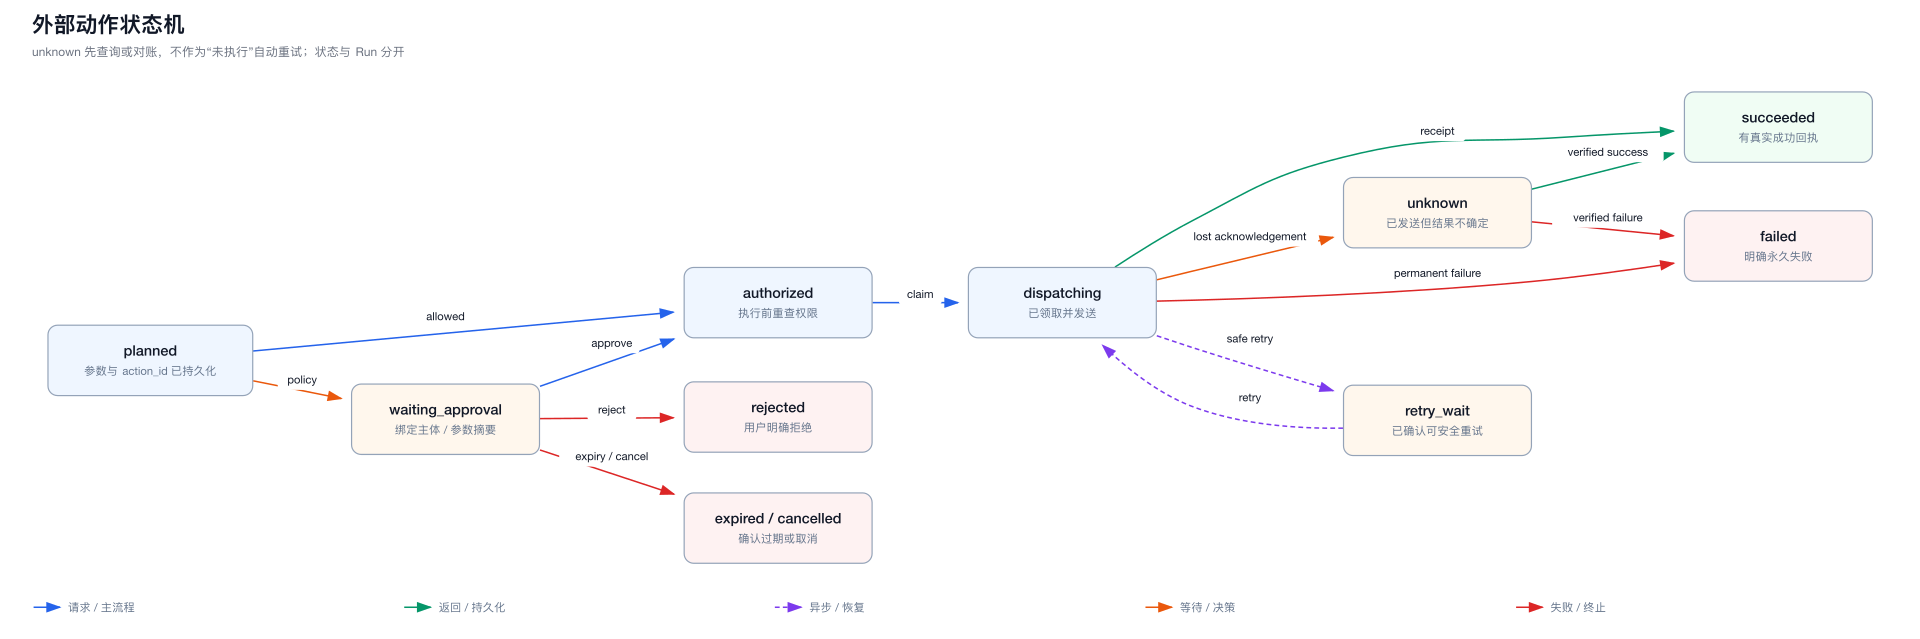 外部动作状态机
unknown 先查询或对账，不作为“未执行”自动重试；状态与 Run 分开
planned
参数与 action_id 已持久化
allowed
policy
waiting_approval
绑定主体 / 参数摘要
approve
reject
expiry / cancel
authorized
执行前重查权限
rejected
用户明确拒绝
expired / cancelled
确认过期或取消
claim
dispatching
已领取并发送
receipt
lost acknowledgement
permanent failure
safe retry
retry
unknown
已发送但结果不确定
retry_wait
已确认可安全重试
verified success
verified failure
succeeded
有真实成功回执
failed
明确永久失败
请求 / 主流程
返回 / 持久化
异步 / 恢复
等待 / 决策
失败 / 终止